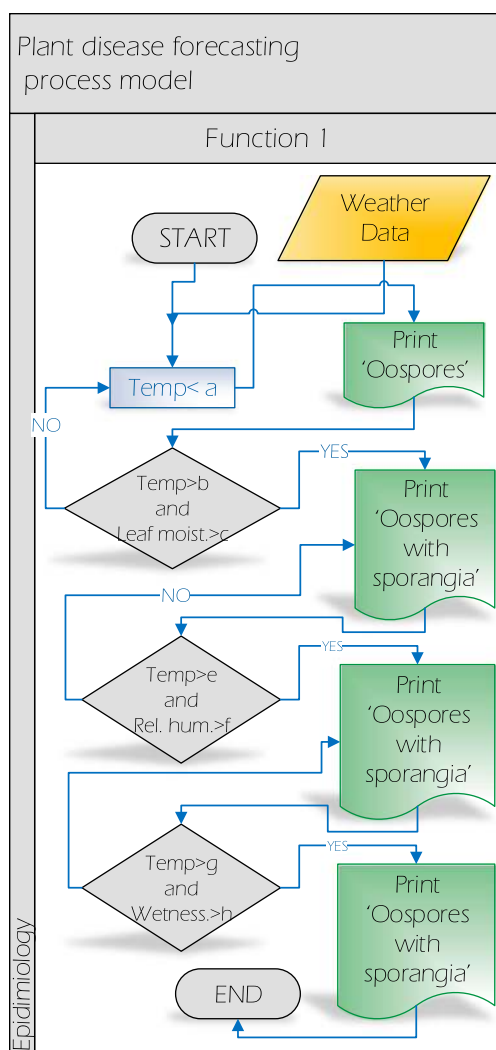 Plant disease forecasting
process model
Function 1
START
Weather
Data
Print
‘Oospores’
Temp< a
NO
Temp>b
and
Leaf moist.>c
YES
Print
‘Oospores
with
sporangia’
NO
Temp>e
and
Rel. hum.>f
YES
Print
‘Oospores
with
sporangia’
Temp>g
and
Wetness.>h
YES
Print
‘Oospores
with
sporangia’
END
Epidimiology